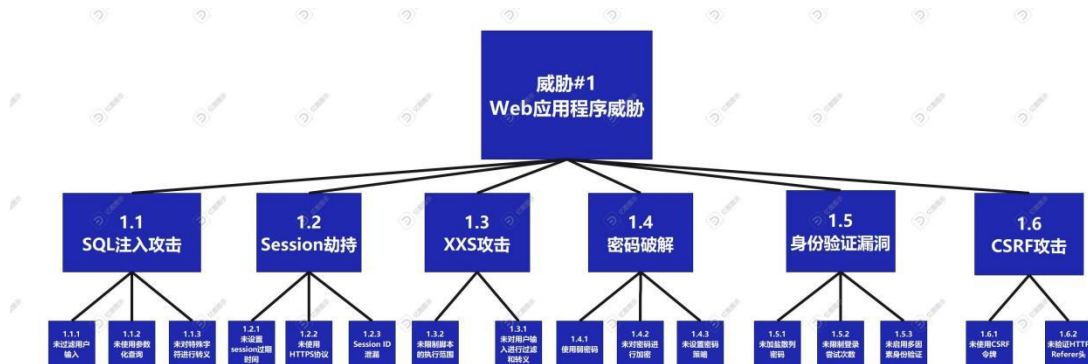 威胁#1
Web应用程序威胁
1.1
SQL注入攻击
1.2
Session劫持
1.3
XXS攻击
1.4
密码破解
1.5
身份验证漏洞
1.6
CSRF攻击
1.1.1
未过滤用户
输入
1.1.2
未使用参数
化查询
1.1.3
未对特殊字
符进行转义
1.2.1
未设置
session过期
时间
1.2.2
未使用
HTTPS协议
1.2.3
Session ID
泄漏
1.3.2
未限制脚本
的执行范围
1.3.1
未对用户输
入进行过滤
和转义
1.4.1
使用弱密码
1.4.2
未对密码进
行加密
1.4.3
未设置密码
策略
1.5.1
未加盐散列
密码
1.5.2
未限制登录
尝试次数
1.5.3
未启用多因
素身份验证
1.6.1
未使用CSRF
令牌
1.6.2
未验证HTTP
Referer头